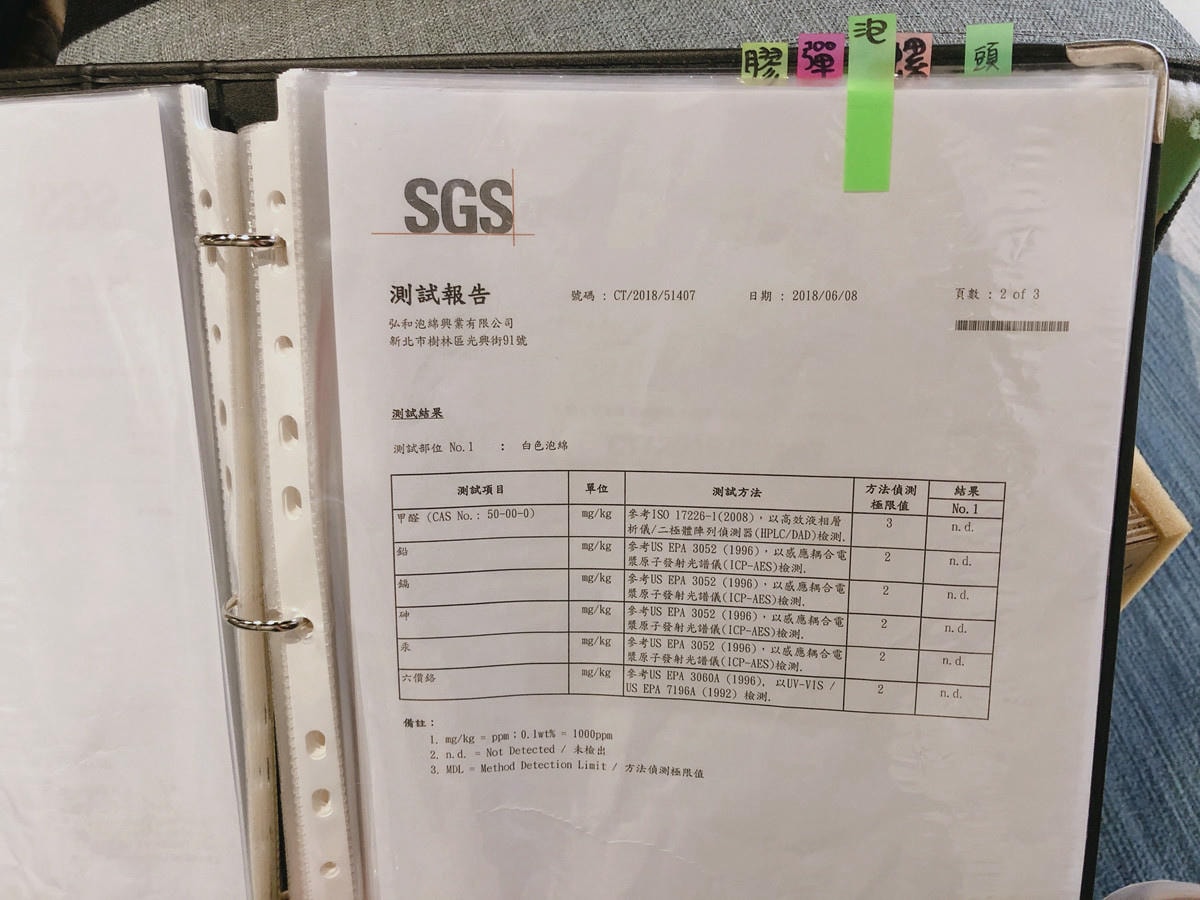 膠
300
彈
泡
頭
SGS
測試報告
號碼 : CT/2018/51407
日期 : 2018/06/08
頁數 : 2 of 3
弘和泡綿興業有限公司
新北市樹林區光興街91號
測試結果
測試部位 No.1 : 白色泡綿
測試項目 單位 測試方法 方法偵測極限值 結果 No.1
甲醛 (CAS No.: 50-00-0) mg/kg 參考ISO 17226-1(2008)，以高效液相層 3 n.d.
析儀/二極體陣列偵測器(HPLC/DAD)檢測.
鉛 mg/kg 參考US EPA 3052 (1996)，以感應耦合電 2 n.d.
漿原子發射光譜儀(ICP-AES)檢測.
鎘 mg/kg 參考US EPA 3052 (1996)，以感應耦合電 2 n.d.
漿原子發射光譜儀(ICP-AES)檢測.
砷 mg/kg 參考US EPA 3052 (1996)，以感應耦合電 2 n.d.
漿原子發射光譜儀(ICP-AES)檢測.
汞 mg/kg 參考US EPA 3052 (1996)，以感應耦合電 2 n.d.
漿原子發射光譜儀(ICP-AES)檢測.
六價鉻 mg/kg 參考US EPA 3060A (1996), 以UV-VIS / 2 n.d.
US EPA 7196A (1992) 檢測.
備註：
1. mg/kg = ppm；0.1wt% = 1000ppm
2. n.d. = Not Detected / 未檢出
3. MDL = Method Detection Limit / 方法偵測極限值